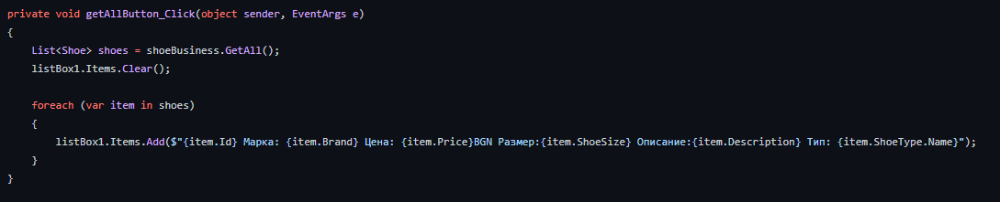 private void getAllButton_Click(object sender, EventArgs e)
{
    List<Shoe> shoes = shoeBusiness.GetAll();
    listBox1.Items.Clear();

    foreach (var item in shoes)
    {
        listBox1.Items.Add($"{item.Id} Марка: {item.Brand} Цена: {item.Price}BGN Размер:{item.ShoeSize} Описание:{item.Description} Тип: {item.ShoeType.Name}");
    }
}